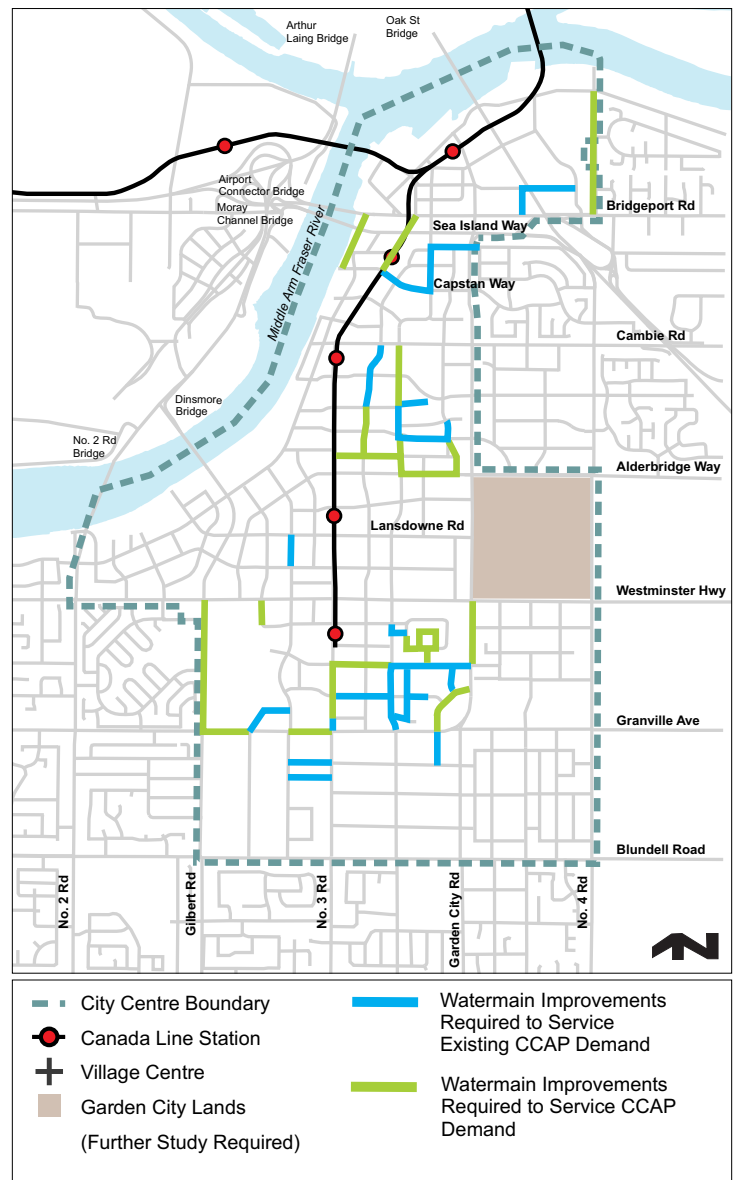 Arthur
Laing Bridge
Oak St
Bridge
Airport
Connector Bridge
Moray
Channel Bridge
Bridgeport Rd
Sea Island Way
Middle Arm Fraser River
Capstan Way
Cambie Rd
Dinsmore
Bridge
No. 2 Rd
Bridge
Alderbridge Way
Lansdowne Rd
Westminster Hwy
Granville Ave
Blundell Road
No. 2 Rd
Gilbert Rd
No. 3 Rd
Garden City Rd
No. 4 Rd
N
City Centre Boundary
Canada Line Station
Village Centre
Garden City Lands
(Further Study Required)
Watermain Improvements
Required to Service
Existing CCAP Demand
Watermain Improvements
Required to Service CCAP
Demand